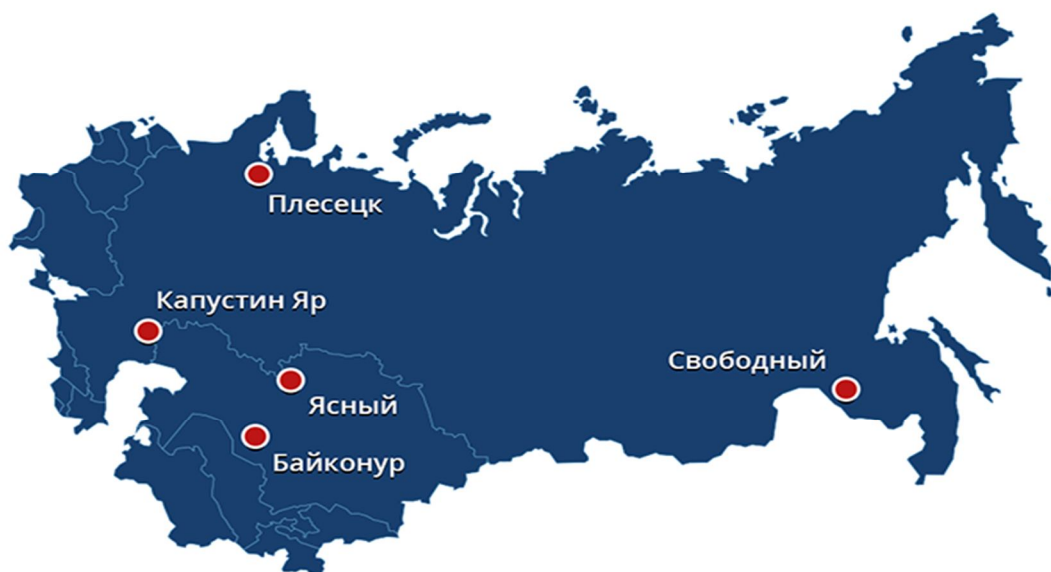 Плесецк
Капустин Яр
Свободный
Ясный
Байконур